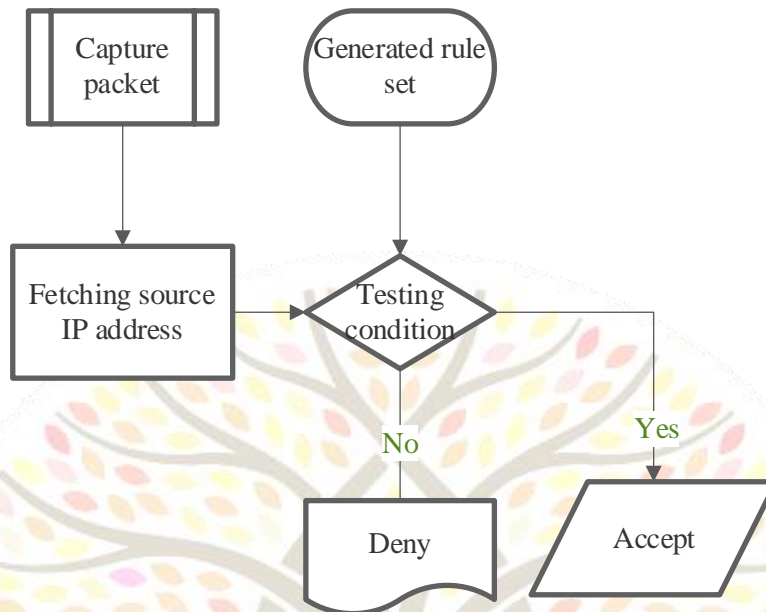 Capture
packet
Generated rule
set
Fetching source
IP address
Testing
condition
No
Yes
Deny
Accept